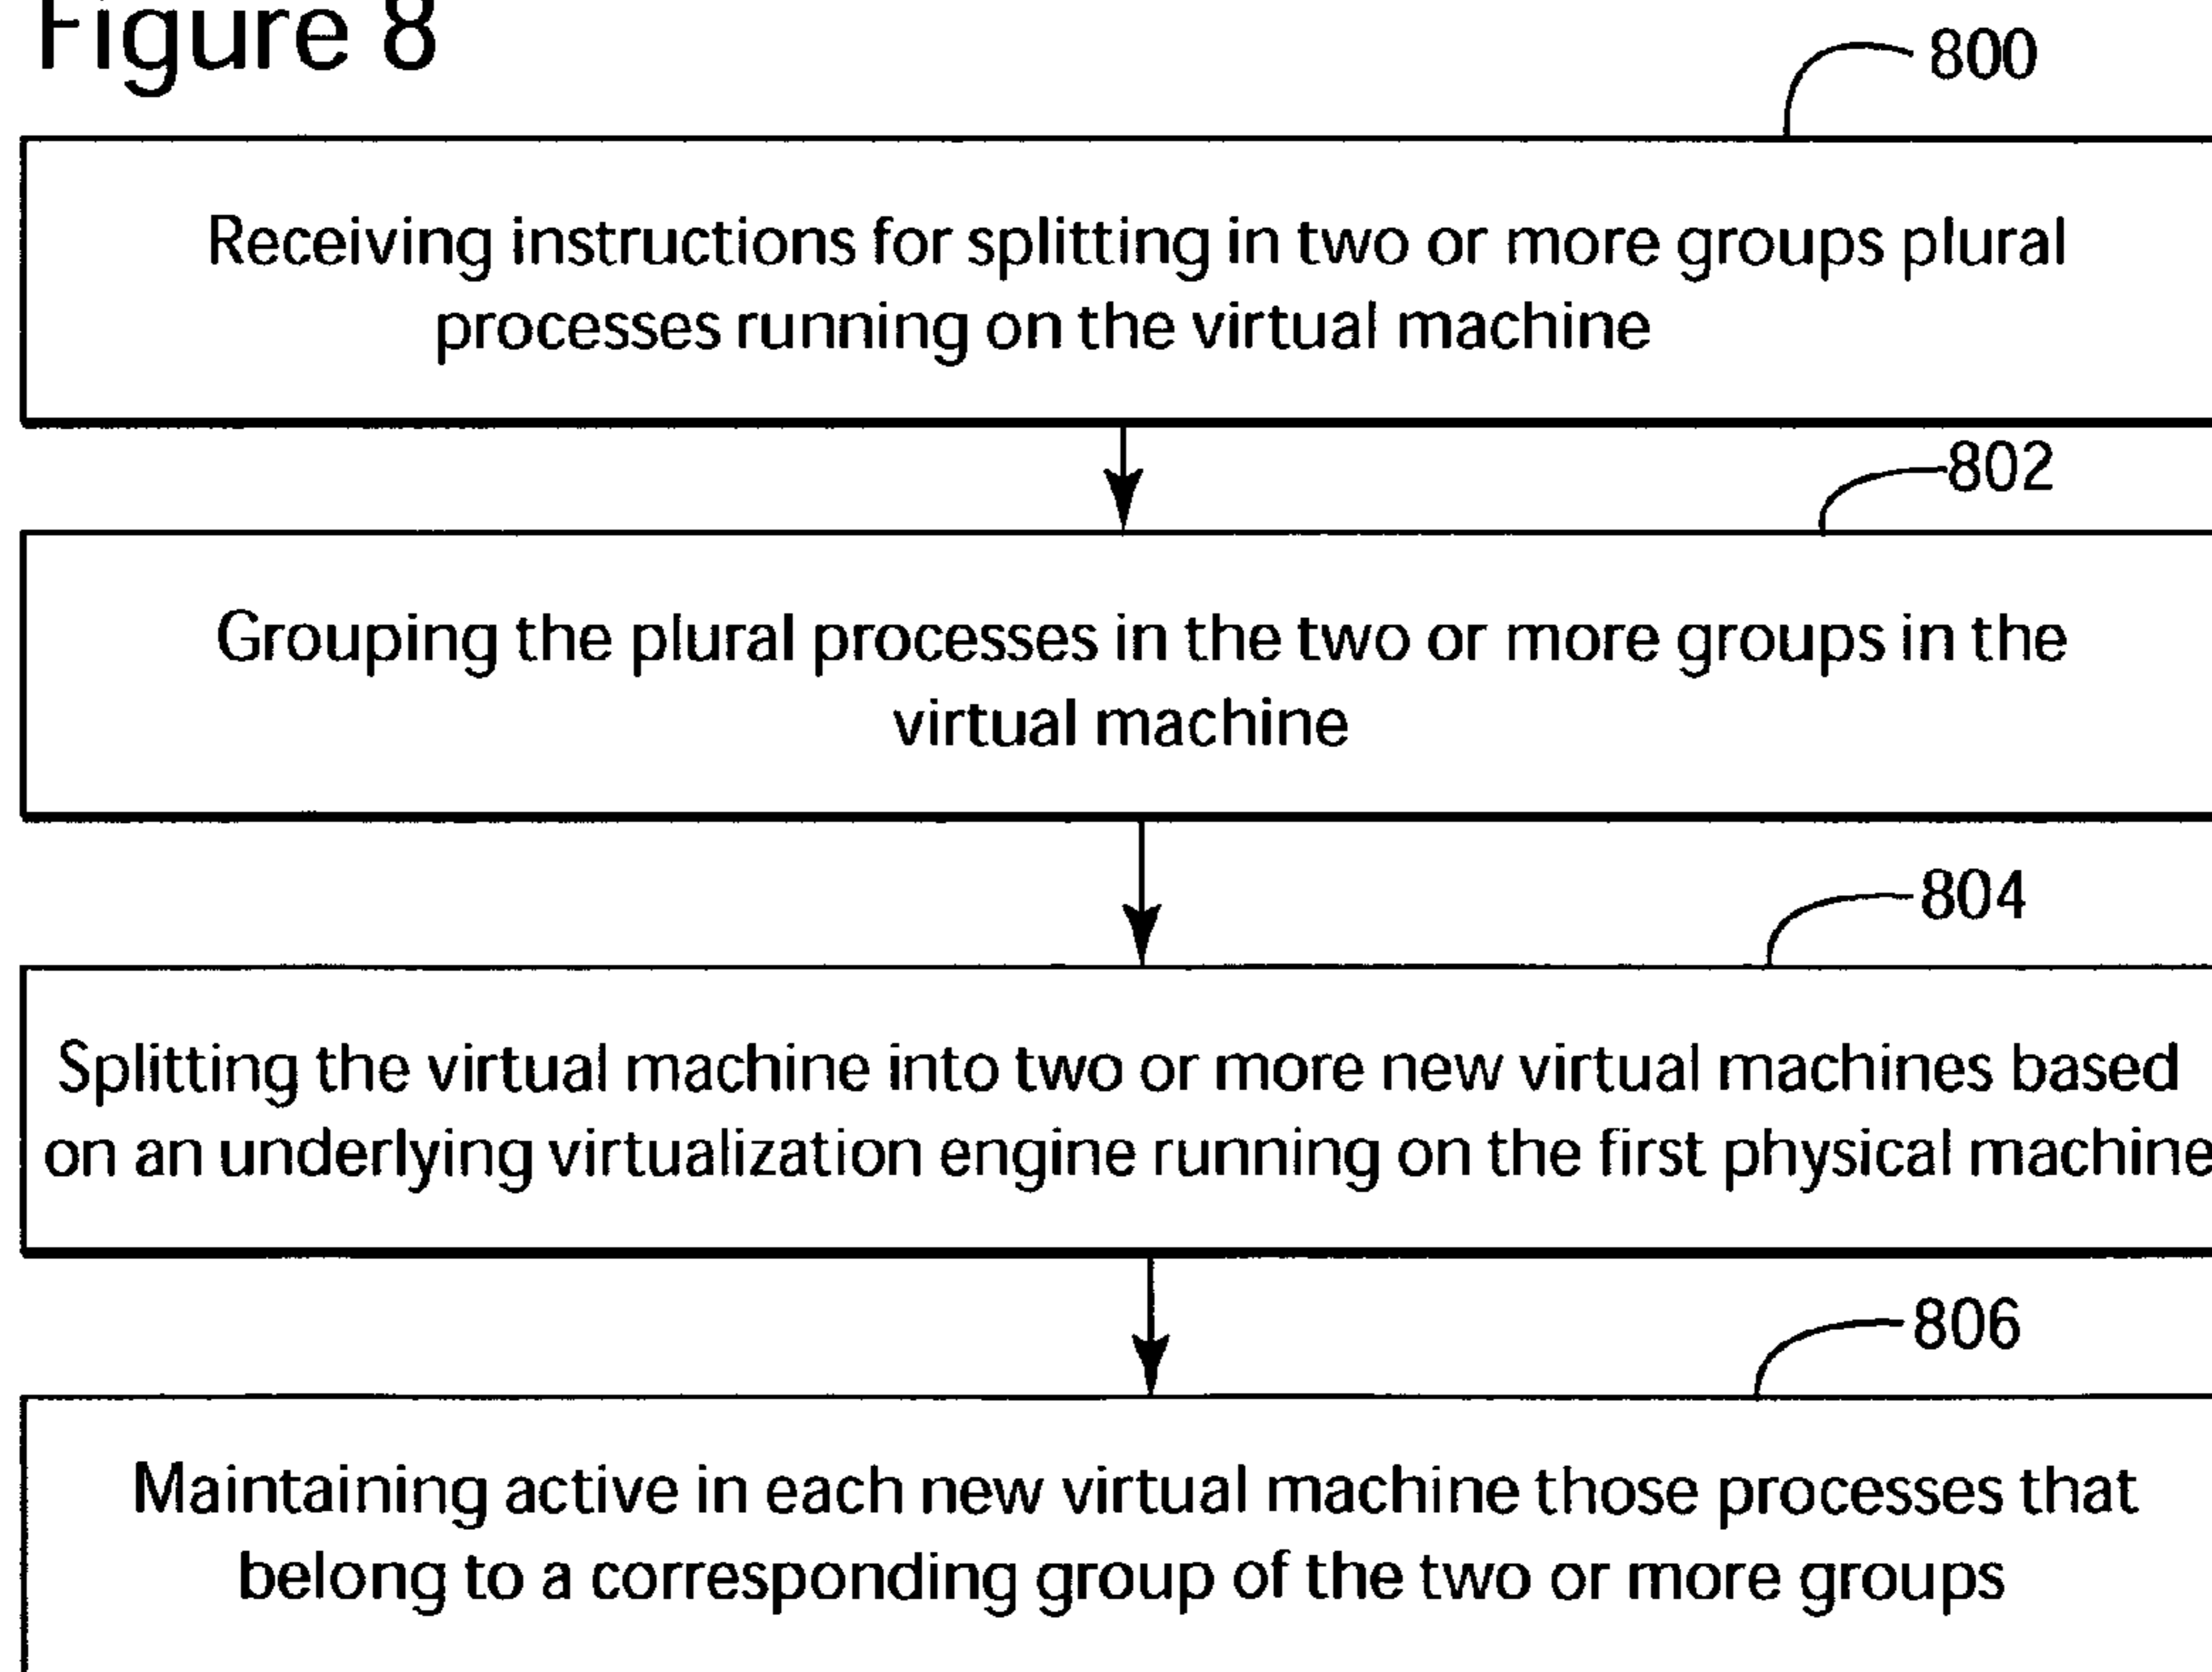 Figure 8
800
Receiving instructions for splitting in two or more groups plural
processes running on the virtual machine
802
Grouping the plural processes in the two or more groups in the
virtual machine
804
Splitting the virtual machine into two or more new virtual machines based
on an underlying virtualization engine running on the first physical machine
806
Maintaining active in each new virtual machine those processes that
belong to a corresponding group of the two or more groups